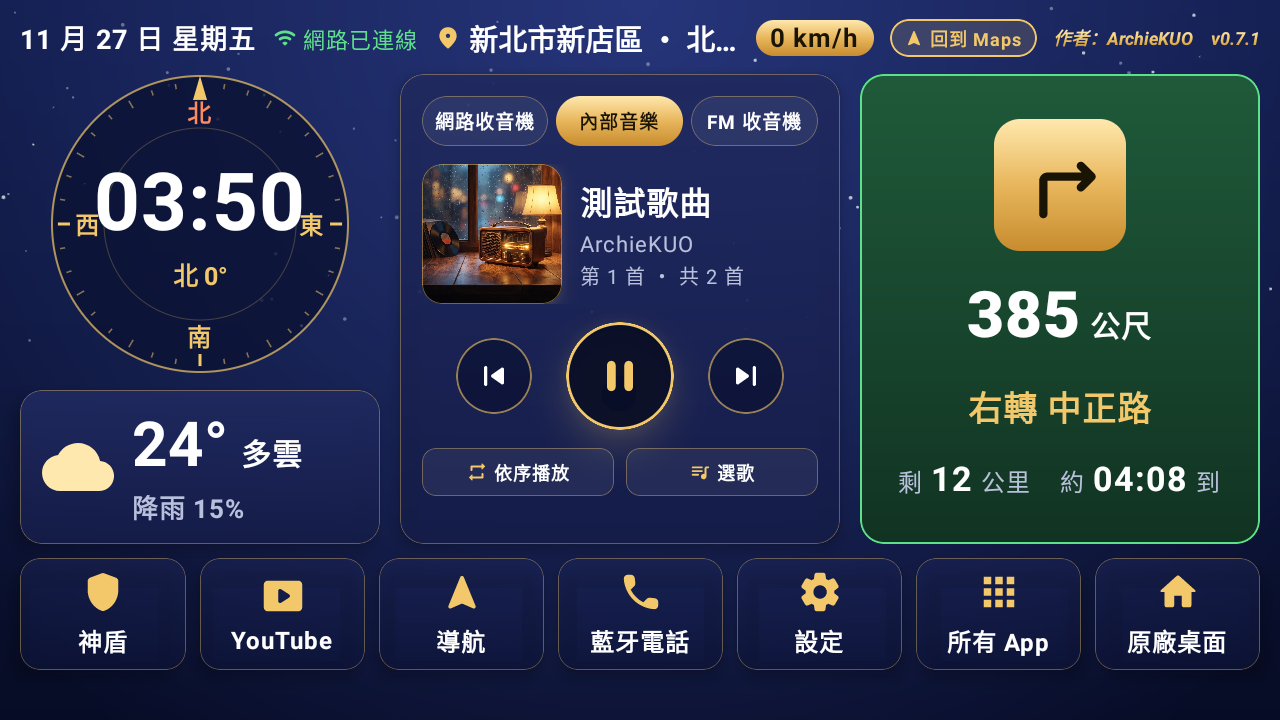 11 月 27 日 星期五
網路已連線
新北市新店區 · 北…
0 km/h
回到 Maps
作者：ArchieKUO v0.7.1
北
03:50
西
東
北 0°
南
24° 多雲
降雨 15%
網路收音機
內部音樂
FM 收音機
測試歌曲
ArchieKUO
第 1 首 · 共 2 首
依序播放
選歌
385 公尺
右轉 中正路
剩 12 公里 約 04:08 到
神盾
YouTube
導航
藍牙電話
設定
所有 App
原廠桌面